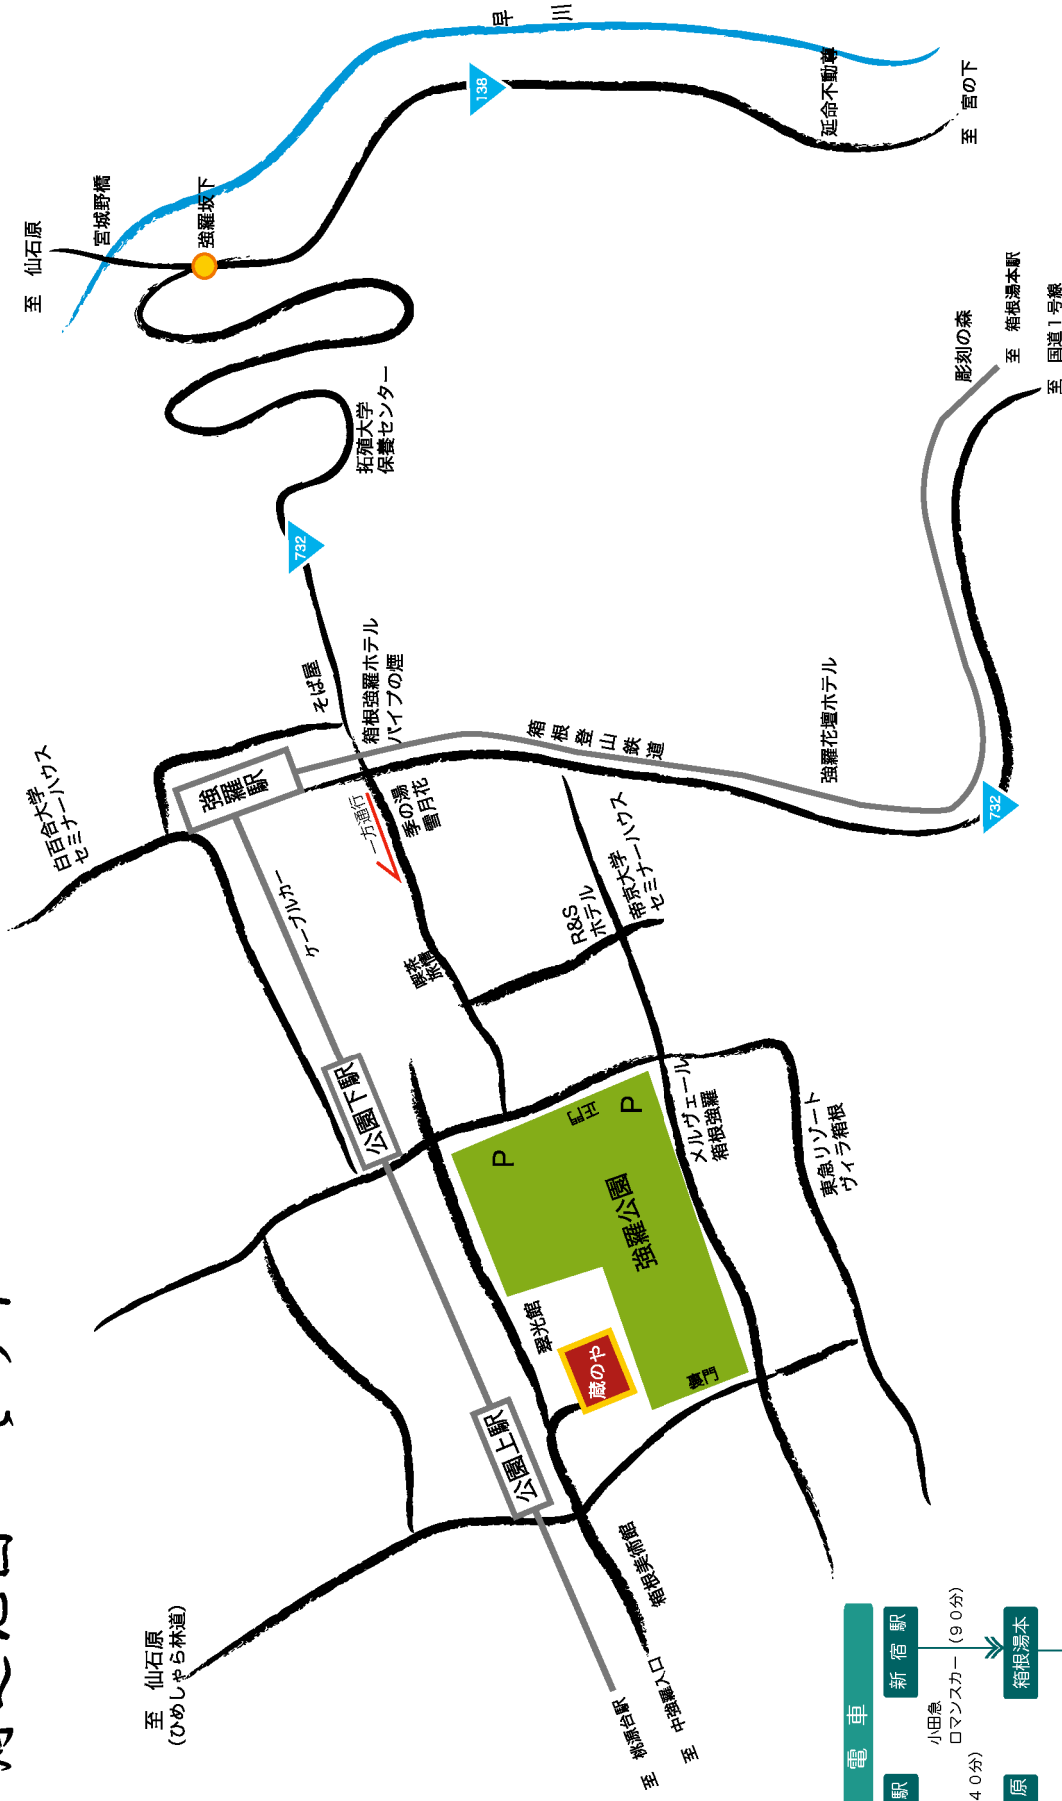 至 仙石原
(ひめしゃら林道)
白百合大学
セミナーハウス
至 仙石原
宮城野橋
強羅坂下
早川
138
延命不動尊
至 宮の下
拓殖大学
保養センター
732
そば屋
強羅駅
箱根強羅ホテル
パイプの煙
一方通行
季の湯
雪月花
ケーブルカー
喫茶
箱根登山鉄道
強羅花壇ホテル
彫刻の森
至 箱根湯本駅
至 国道1号線
732
R&S
ホテル
帝京大学
セミナーハウス
公園下駅
P
正門
P
強羅公園
メルヴェール
箱根強羅
東急リゾート
ヴィラ箱根
翠光館
蔵のや
裏門
公園上駅
箱根美術館
至 桃源台駅
至 中強羅入口
電車
新宿駅
小田急
ロマンスカー(90分)
箱根湯本
駅
40分)
原